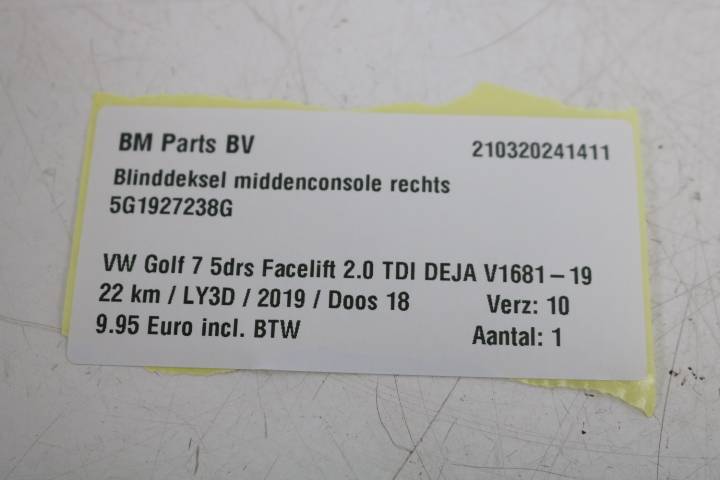 BM Parts BV 210320241411
Blinddeksel middenconsole rechts
5G1927238G
VW Golf 7 5drs Facelift 2.0 TDI DEJA V1681-19
22 km / LY3D / 2019 / Doos 18 Verz: 10
9.95 Euro incl. BTW Aantal: 1